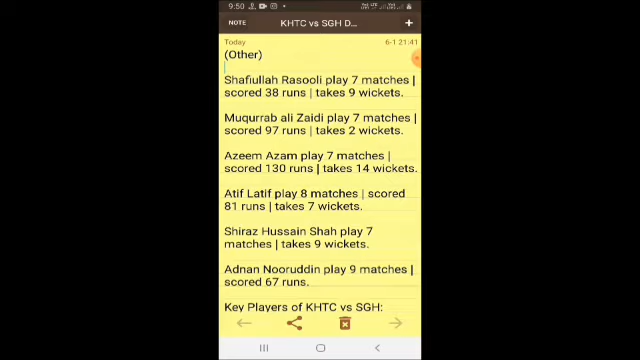 9:50
NOTE KHTC vs SGH D... +
Today 6-1 21:41
(Other)
Shafiullah Rasooli play 7 matches |
scored 38 runs | takes 9 wickets.
Muqurrab ali Zaidi play 7 matches |
scored 97 runs | takes 2 wickets.
Azeem Azam play 7 matches |
scored 130 runs | takes 14 wickets.
Atif Latif play 8 matches | scored
81 runs | takes 7 wickets.
Shiraz Hussain Shah play 7
matches | takes 9 wickets.
Adnan Nooruddin play 9 matches |
scored 67 runs.
Key Players of KHTC vs SGH: